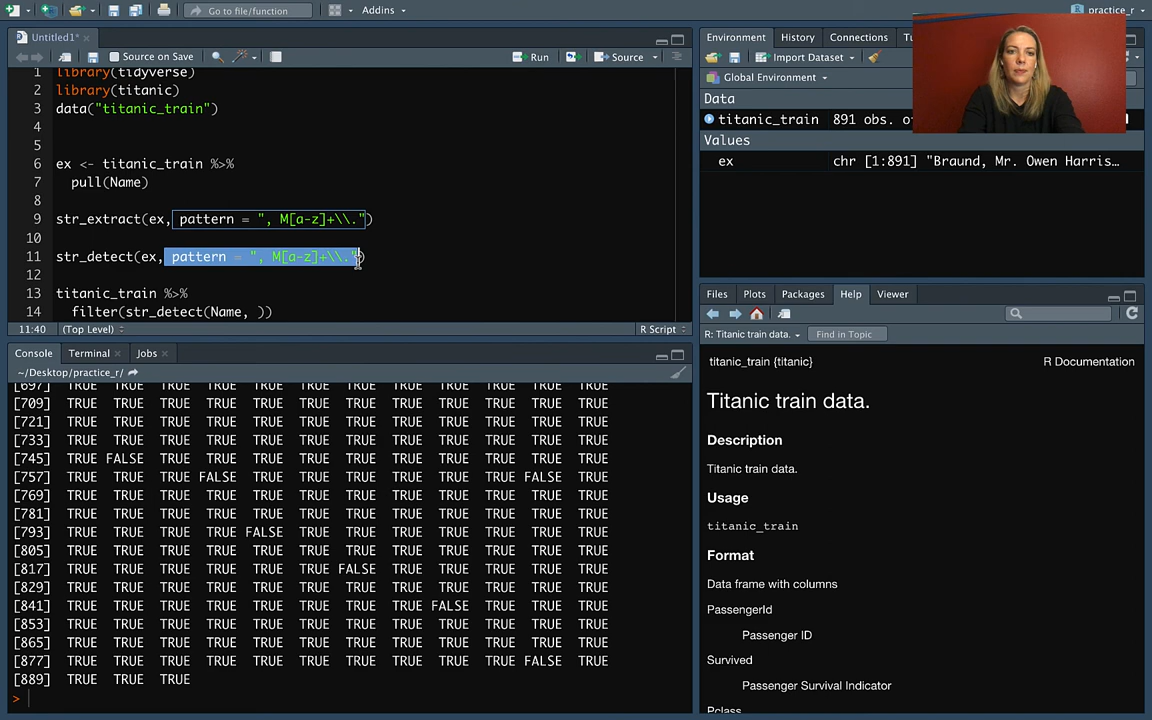 Go to file/function
Addins
practice_r
Untitled1*
Source on Save
Run
Source
1 library(tidyverse)
2 library(titanic)
3 data("titanic_train")
4
5
6 ex <- titanic_train %>%
7 pull(Name)
8
9 str_extract(ex, pattern = ", M[a-z]+\\.")
10
11 str_detect(ex, pattern = ", M[a-z]+\\.")
12
13 titanic_train %>%
14 filter(str_detect(Name, ))
11:40 (Top Level) R Script
Console Terminal Jobs
~/Desktop/practice_r/
[697] TRUE TRUE TRUE TRUE TRUE TRUE TRUE TRUE TRUE TRUE TRUE TRUE
[709] TRUE TRUE TRUE TRUE TRUE TRUE TRUE TRUE TRUE TRUE TRUE TRUE
[721] TRUE TRUE TRUE TRUE TRUE TRUE TRUE TRUE TRUE TRUE TRUE TRUE
[733] TRUE TRUE TRUE TRUE TRUE TRUE TRUE TRUE TRUE TRUE TRUE TRUE
[745] TRUE FALSE TRUE TRUE TRUE TRUE TRUE TRUE TRUE TRUE TRUE TRUE
[757] TRUE TRUE TRUE FALSE TRUE TRUE TRUE TRUE TRUE TRUE FALSE TRUE
[769] TRUE TRUE TRUE TRUE TRUE TRUE TRUE TRUE TRUE TRUE TRUE TRUE
[781] TRUE TRUE TRUE TRUE TRUE TRUE TRUE TRUE TRUE TRUE TRUE TRUE
[793] TRUE TRUE TRUE TRUE FALSE TRUE TRUE TRUE TRUE TRUE TRUE TRUE
[805] TRUE TRUE TRUE TRUE TRUE TRUE TRUE TRUE TRUE TRUE TRUE TRUE
[817] TRUE TRUE TRUE TRUE TRUE TRUE FALSE TRUE TRUE TRUE TRUE TRUE
[829] TRUE TRUE TRUE TRUE TRUE TRUE TRUE TRUE TRUE TRUE TRUE TRUE
[841] TRUE TRUE TRUE TRUE TRUE TRUE TRUE TRUE FALSE TRUE TRUE TRUE
[853] TRUE TRUE TRUE TRUE TRUE TRUE TRUE TRUE TRUE TRUE TRUE TRUE
[865] TRUE TRUE TRUE TRUE TRUE TRUE TRUE TRUE TRUE TRUE TRUE TRUE
[877] TRUE TRUE TRUE TRUE TRUE TRUE TRUE TRUE TRUE TRUE FALSE TRUE
[889] TRUE TRUE TRUE
>
Environment History Connections
Import Dataset
Global Environment
Data
titanic_train 891 obs.
Values
ex chr [1:891] "Braund, Mr. Owen Harris…
Files Plots Packages Help Viewer
R: Titanic train data. Find in Topic
titanic_train {titanic} R Documentation
Titanic train data.
Description
Titanic train data.
Usage
titanic_train
Format
Data frame with columns
PassengerId
Passenger ID
Survived
Passenger Survival Indicator
Pclass